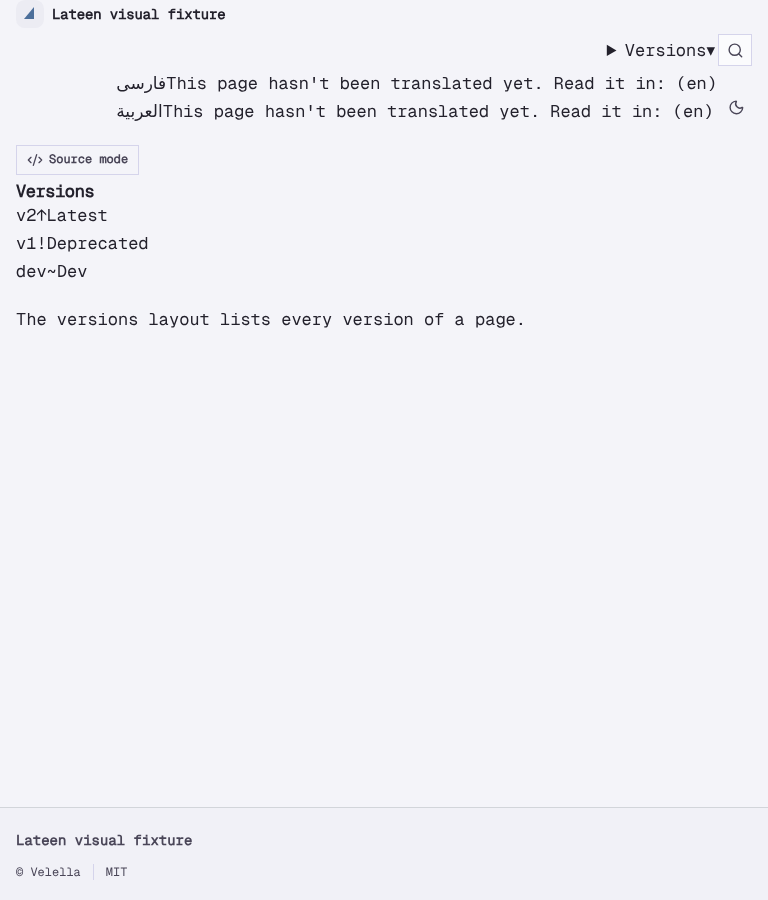 Lateen visual fixture
▶ Versions▾
فارسیThis page hasn't been translated yet. Read it in: (en)
العربيةThis page hasn't been translated yet. Read it in: (en)
</> Source mode
Versions
v2↑Latest
v1!Deprecated
dev~Dev
The versions layout lists every version of a page.
Lateen visual fixture
© Velella
MIT